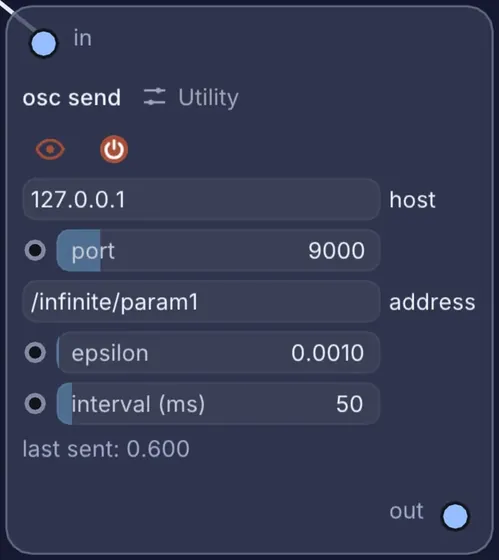 in
osc send Utility
127.0.0.1 host
port 9000
/infinite/param1 address
epsilon 0.0010
interval (ms) 50
last sent: 0.600
out